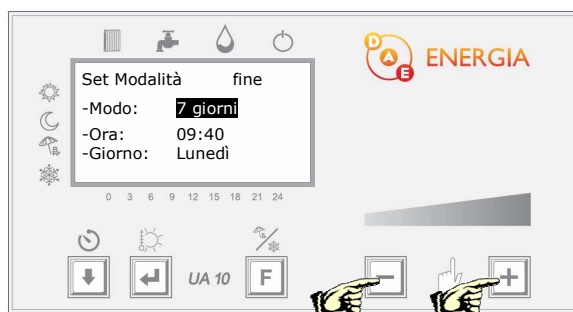 D A E ENERGIA
Set Modalità fine
-Modo: 7 giorni
-Ora: 09:40
-Giorno: Lunedì
0 3 6 9 12 15 18 21 24
UA 10 F - +